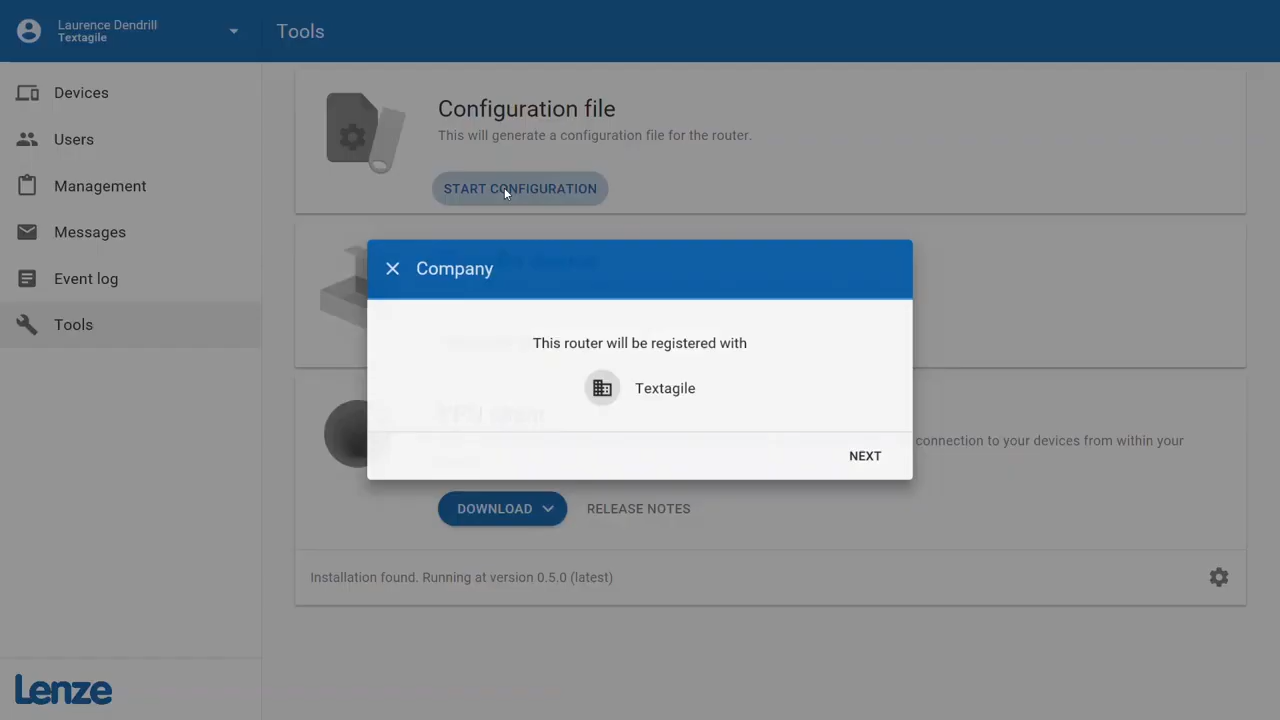 Laurence Dendrill
Textagile
Tools
Devices
Users
Management
Messages
Event log
Tools
Lenze
Configuration file
This will generate a configuration file for the router.
START CONFIGURATION
Company
This router will be registered with
Textagile
NEXT
connection to your devices from within your
DOWNLOAD
RELEASE NOTES
Installation found. Running at version 0.5.0 (latest)